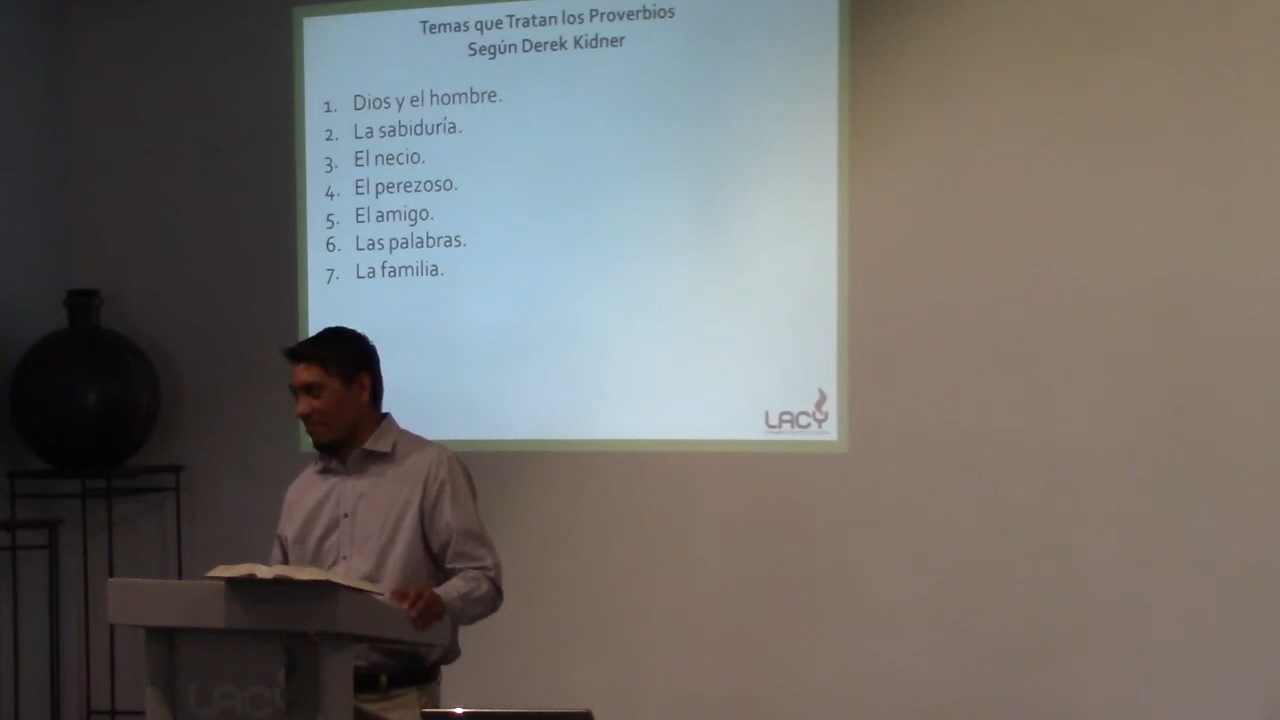 Temas que Tratan los Proverbios
Según Derek Kidner
1. Dios y el hombre.
2. La sabiduría.
3. El necio.
4. El perezoso.
5. El amigo.
6. Las palabras.
7. La familia.
LACY
LACY